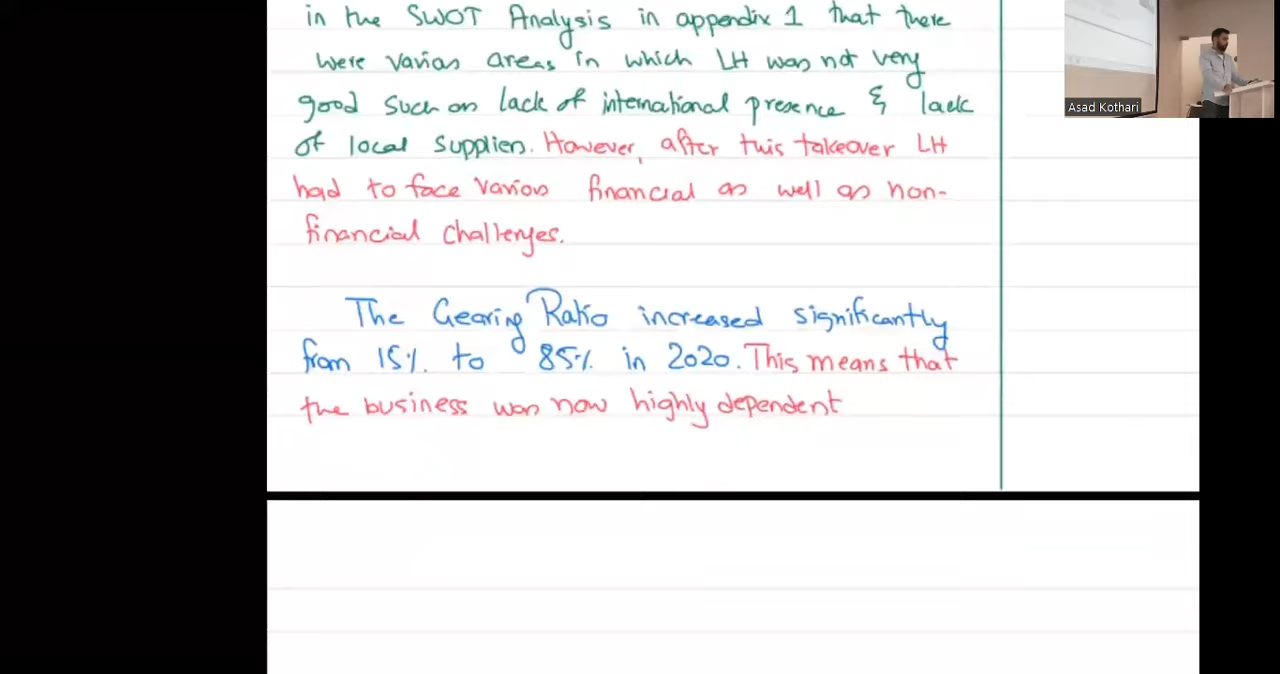 in the SWOT Analysis in appendix 1 that there
were various areas in which LH was not very
good such as lack of international presence & lack
of local suppliers. However, after this takeover LH
had to face various financial as well as non-
financial challenges.
The Gearing Ratio increased significantly
from 15% to 85% in 2020. This means that
the business was now highly dependent
Asad Kothari